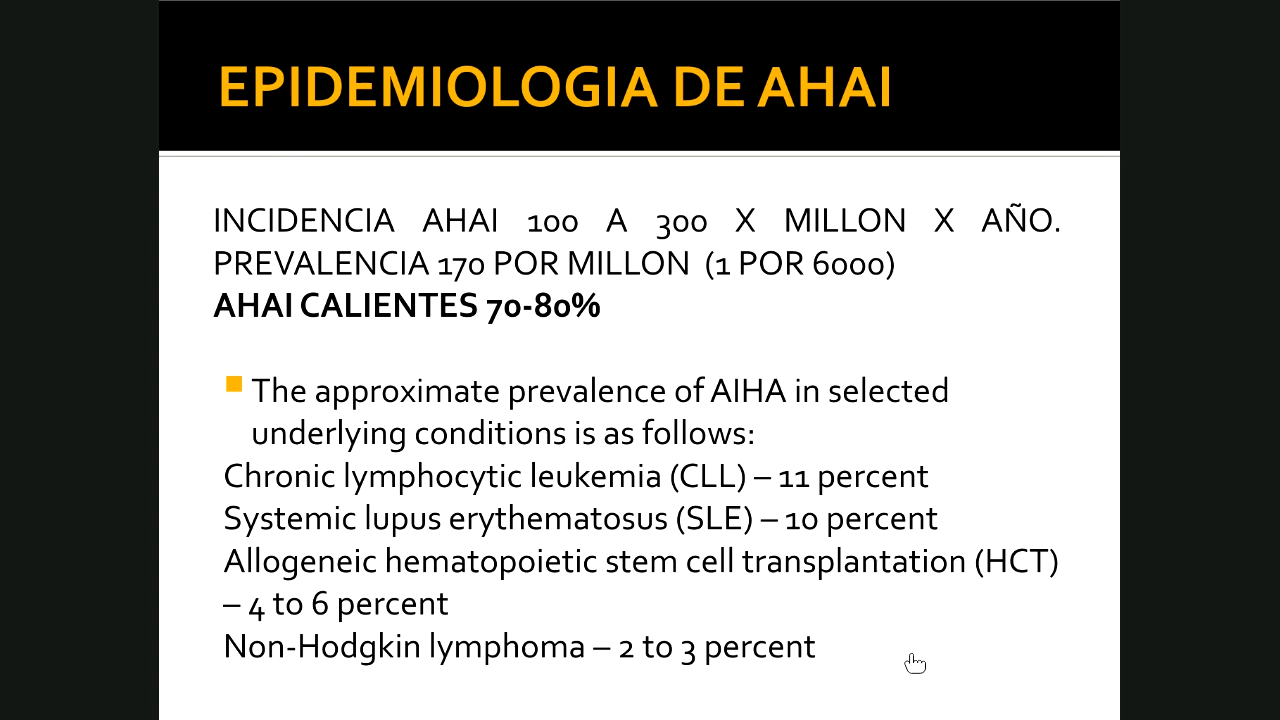 EPIDEMIOLOGIA DE AHAI
INCIDENCIA AHAI 100 A 300 X MILLON X AÑO.
PREVALENCIA 170 POR MILLON (1 POR 6000)
AHAI CALIENTES 70-80%
The approximate prevalence of AIHA in selected
underlying conditions is as follows:
Chronic lymphocytic leukemia (CLL) – 11 percent
Systemic lupus erythematosus (SLE) – 10 percent
Allogeneic hematopoietic stem cell transplantation (HCT)
– 4 to 6 percent
Non-Hodgkin lymphoma – 2 to 3 percent